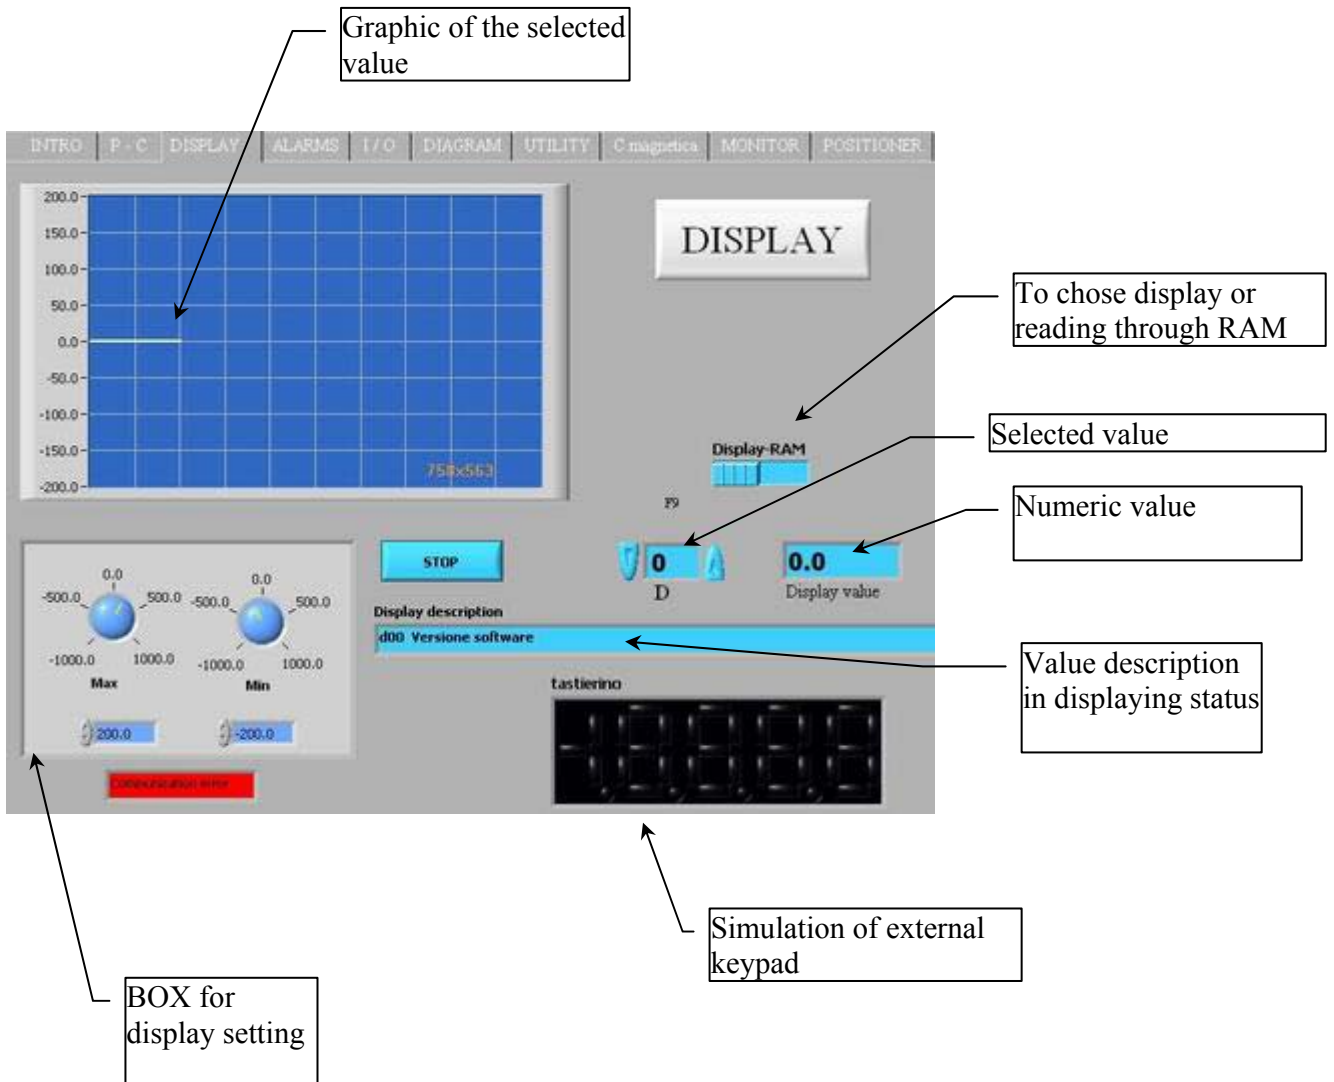 Graphic of the selected
value
INTRO P - C DISPLAY ALARMS I / O DIAGRAM UTILITY C magnetica MONITOR POSITIONER
200.0
150.0
100.0
50.0
0.0
-50.0
-100.0
-150.0
-200.0
758x563
DISPLAY
To chose display or
reading through RAM
Display-RAM
Selected value
F9
Numeric value
STOP
0
D
0.0
Display value
Display description
d00 Versione software
Value description
in displaying status
0.0
-500.0 500.0
-1000.0 1000.0
Max
200.0
0.0
-500.0 500.0
-1000.0 1000.0
Min
-200.0
Communication error
tastierino
Simulation of external
keypad
BOX for
display setting